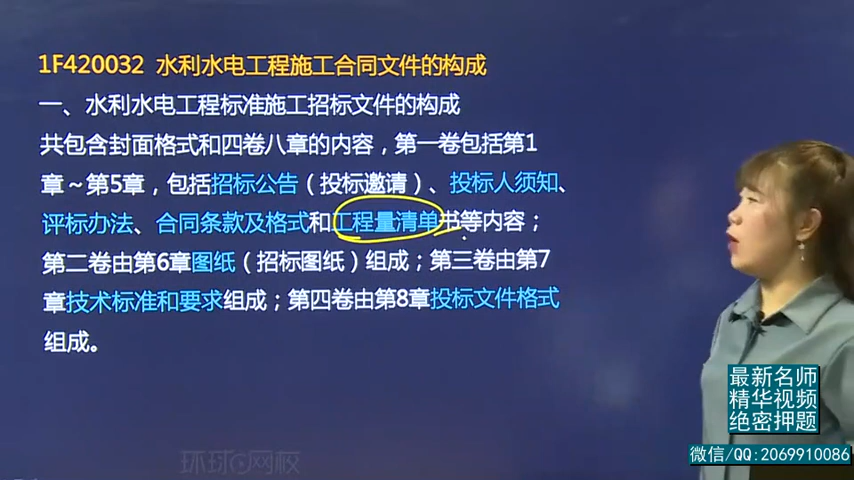 1F420032 水利水电工程施工合同文件的构成
一、水利水电工程标准施工招标文件的构成
共包含封面格式和四卷八章的内容，第一卷包括第1
章～第5章，包括招标公告（投标邀请）、投标人须知、
评标办法、合同条款及格式和工程量清单书等内容；
第二卷由第6章图纸（招标图纸）组成；第三卷由第7
章技术标准和要求组成；第四卷由第8章投标文件格式
组成。
最新名师
精华视频
绝密押题
微信/QQ:2069910086
环球网校